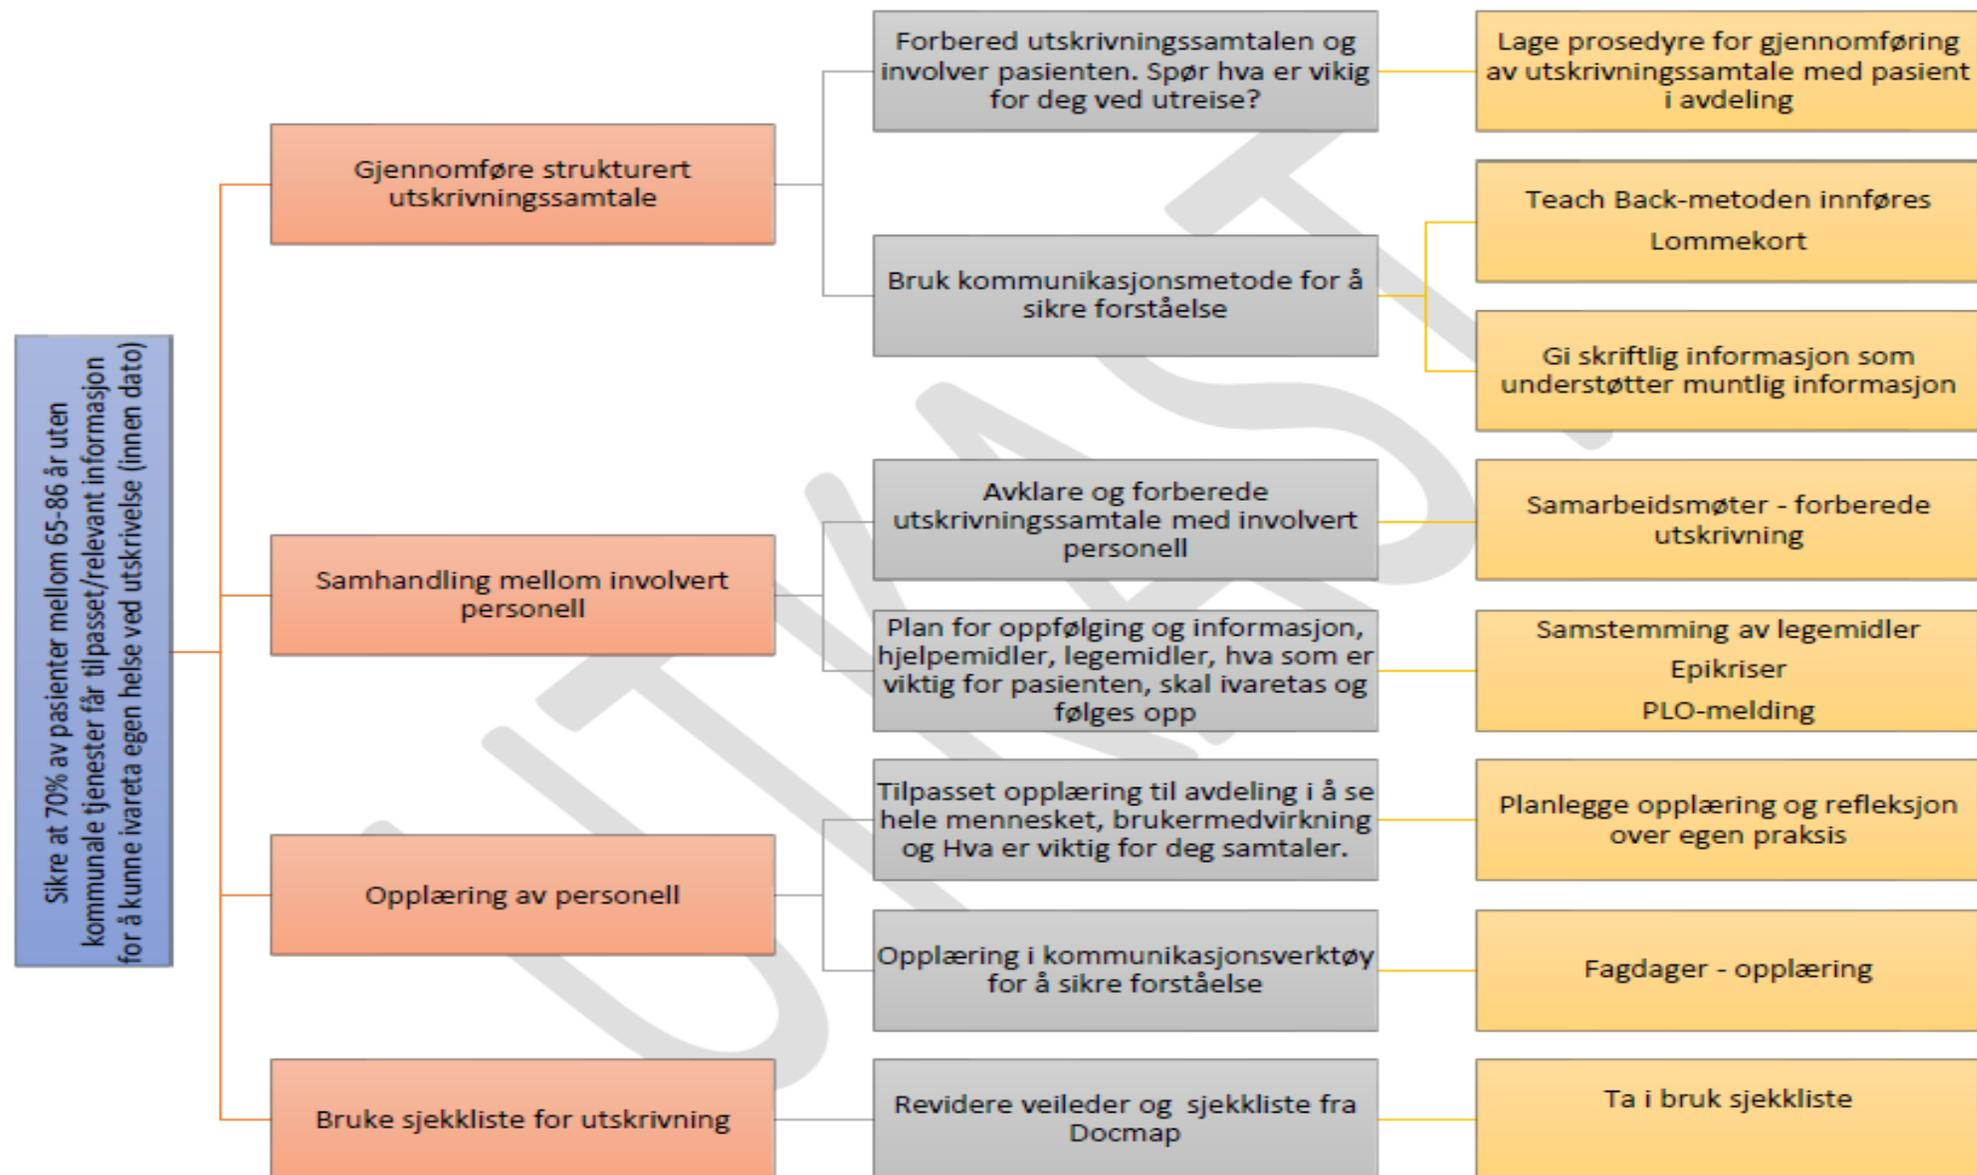 Sikre at 70% av pasienter mellom 65-86 år uten
kommunale tjenester får tilpasset/relevant informasjon
for å kunne ivareta egen helse ved utskrivelse (innen dato)
Gjennomføre strukturert
utskrivningssamtale
Forbered utskrivningssamtalen og
involver pasienten. Spør hva er vikig
for deg ved utreise?
Lage prosedyre for gjennomføring
av utskrivningssamtale med pasient
i avdeling
Bruk kommunikasjonsmetode for å
sikre forståelse
Teach Back-metoden innføres
Lommekort
Gi skriftlig informasjon som
understøtter muntlig informasjon
Samhandling mellom involvert
personell
Avklare og forberede
utskrivningssamtale med involvert
personell
Samarbeidsmøter - forberede
utskrivning
Plan for oppfølging og informasjon,
hjelpemidler, legemidler, hva som er
viktig for pasienten, skal ivaretas og
følges opp
Samstemming av legemidler
Epikriser
PLO-melding
Opplæring av personell
Tilpasset opplæring til avdeling i å se
hele mennesket, brukermedvirkning
og Hva er viktig for deg samtaler.
Planlegge opplæring og refleksjon
over egen praksis
Opplæring i kommunikasjonsverktøy
for å sikre forståelse
Fagdager - opplæring
Bruke sjekkliste for utskrivning
Revidere veileder og sjekkliste fra
Docmap
Ta i bruk sjekkliste
UTKAST